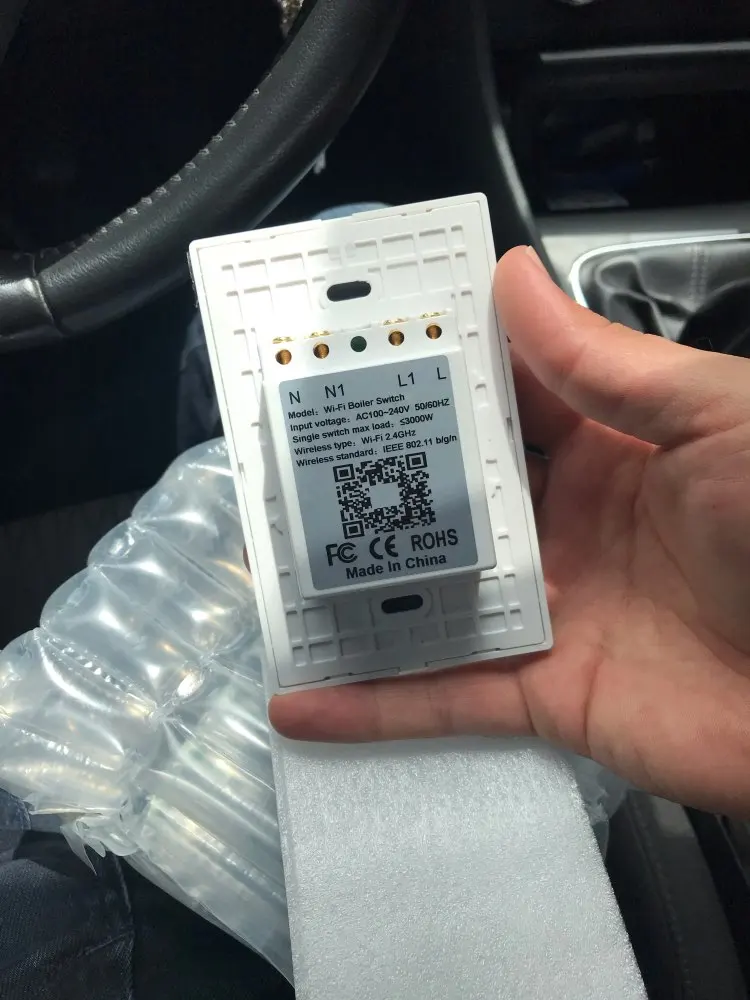 N N1 L1 L
Model: Wi-Fi Boiler Switch
Input voltage: AC100~240V 50/60HZ
Single switch max load: ≤3000W
Wireless type: Wi-Fi 2.4GHz
Wireless standard: IEEE 802.11 b/g/n
FC CE ROHS
Made In China